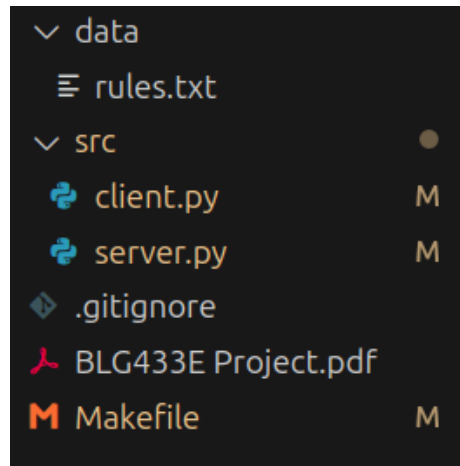 data
rules.txt
src
client.py M
server.py M
.gitignore
BLG433E Project.pdf
M Makefile M